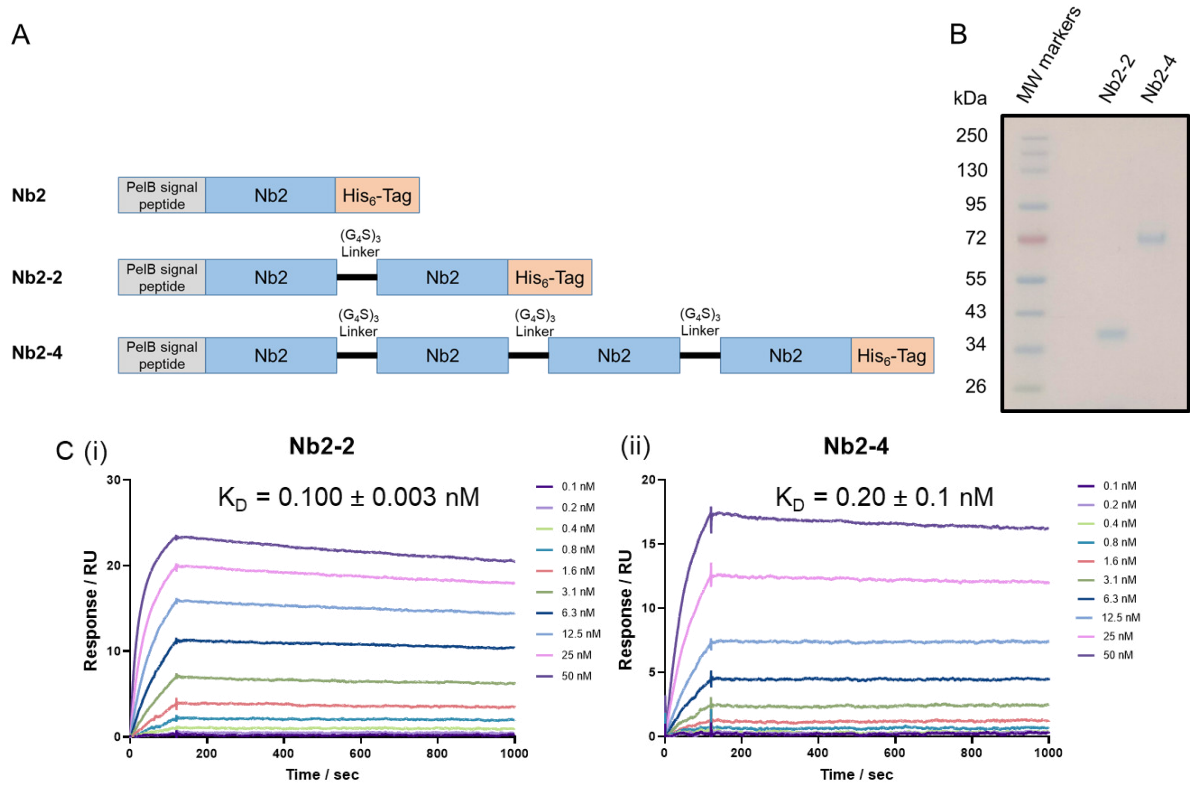 A
Nb2
PelB signal
peptide
Nb2
His6-Tag
(G4S)3
Linker
Nb2-2
PelB signal
peptide
Nb2
Nb2
His6-Tag
(G4S)3
Linker
(G4S)3
Linker
(G4S)3
Linker
Nb2-4
PelB signal
peptide
Nb2
Nb2
Nb2
Nb2
His6-Tag
B
MW markers
Nb2-2
Nb2-4
kDa
250
130
95
72
55
43
34
26
C (i)
Nb2-2
KD = 0.100 ± 0.003 nM
30
20
10
0
Response / RU
0 200 400 600 800 1000
Time / sec
0.1 nM
0.2 nM
0.4 nM
0.8 nM
1.6 nM
3.1 nM
6.3 nM
12.5 nM
25 nM
50 nM
(ii)
Nb2-4
KD = 0.20 ± 0.1 nM
20
15
10
5
0
Response / RU
0 200 400 600 800 1000
Time / sec
0.1 nM
0.2 nM
0.4 nM
0.8 nM
1.6 nM
3.1 nM
6.3 nM
12.5 nM
25 nM
50 nM